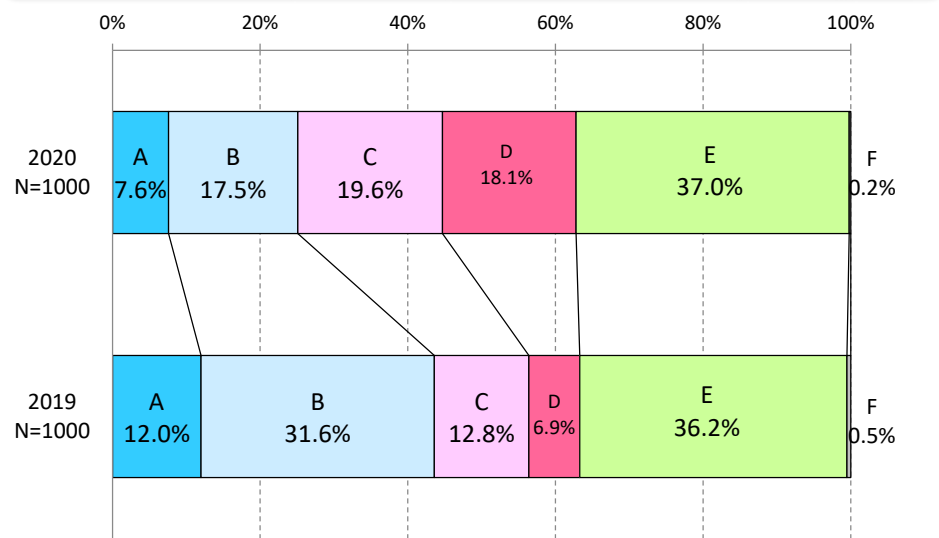 0% 20% 40% 60% 80% 100%
2020
N=1000
A B C D E F
7.6% 17.5% 19.6% 18.1% 37.0% 0.2%
2019
N=1000
A B C D E F
12.0% 31.6% 12.8% 6.9% 36.2% 0.5%